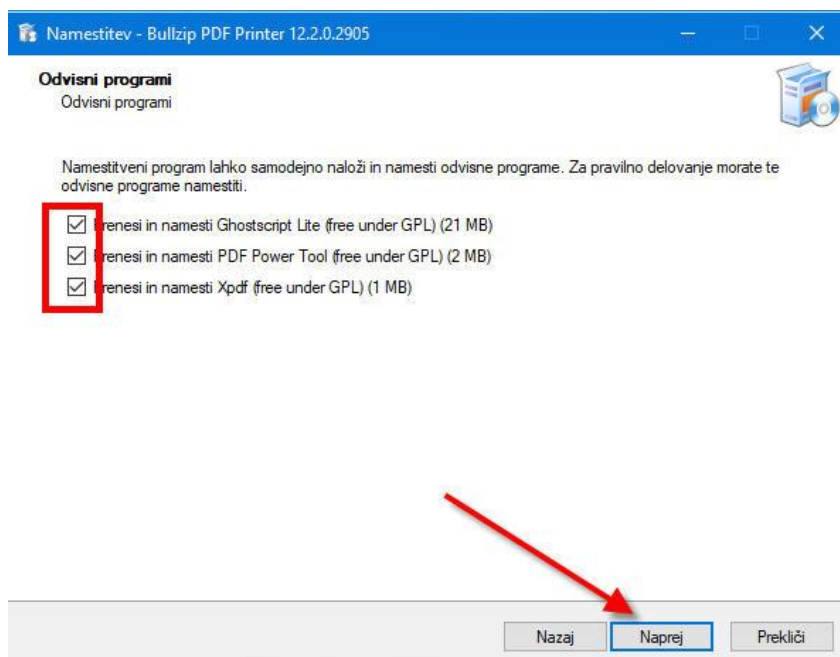 Namestitev - Bullzip PDF Printer 12.2.0.2905
Odvisni programi
Odvisni programi
Namestitveni program lahko samodejno naloži in namesti odvisne programe. Za pravilno delovanje morate te
odvisne programe namestiti.
Prenesi in namesti Ghostscript Lite (free under GPL) (21 MB)
Prenesi in namesti PDF Power Tool (free under GPL) (2 MB)
Prenesi in namesti Xpdf (free under GPL) (1 MB)
Nazaj Naprej Prekliči